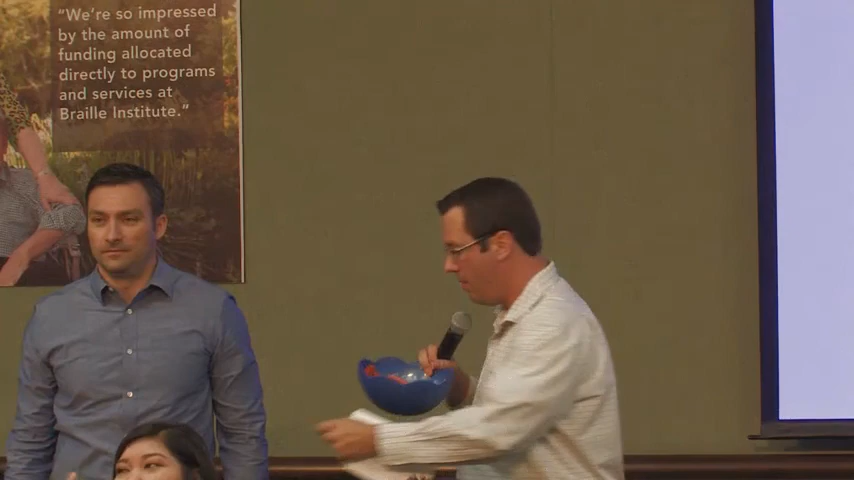 "We're so impressed
by the amount of
funding allocated
directly to programs
and services at
Braille Institute."